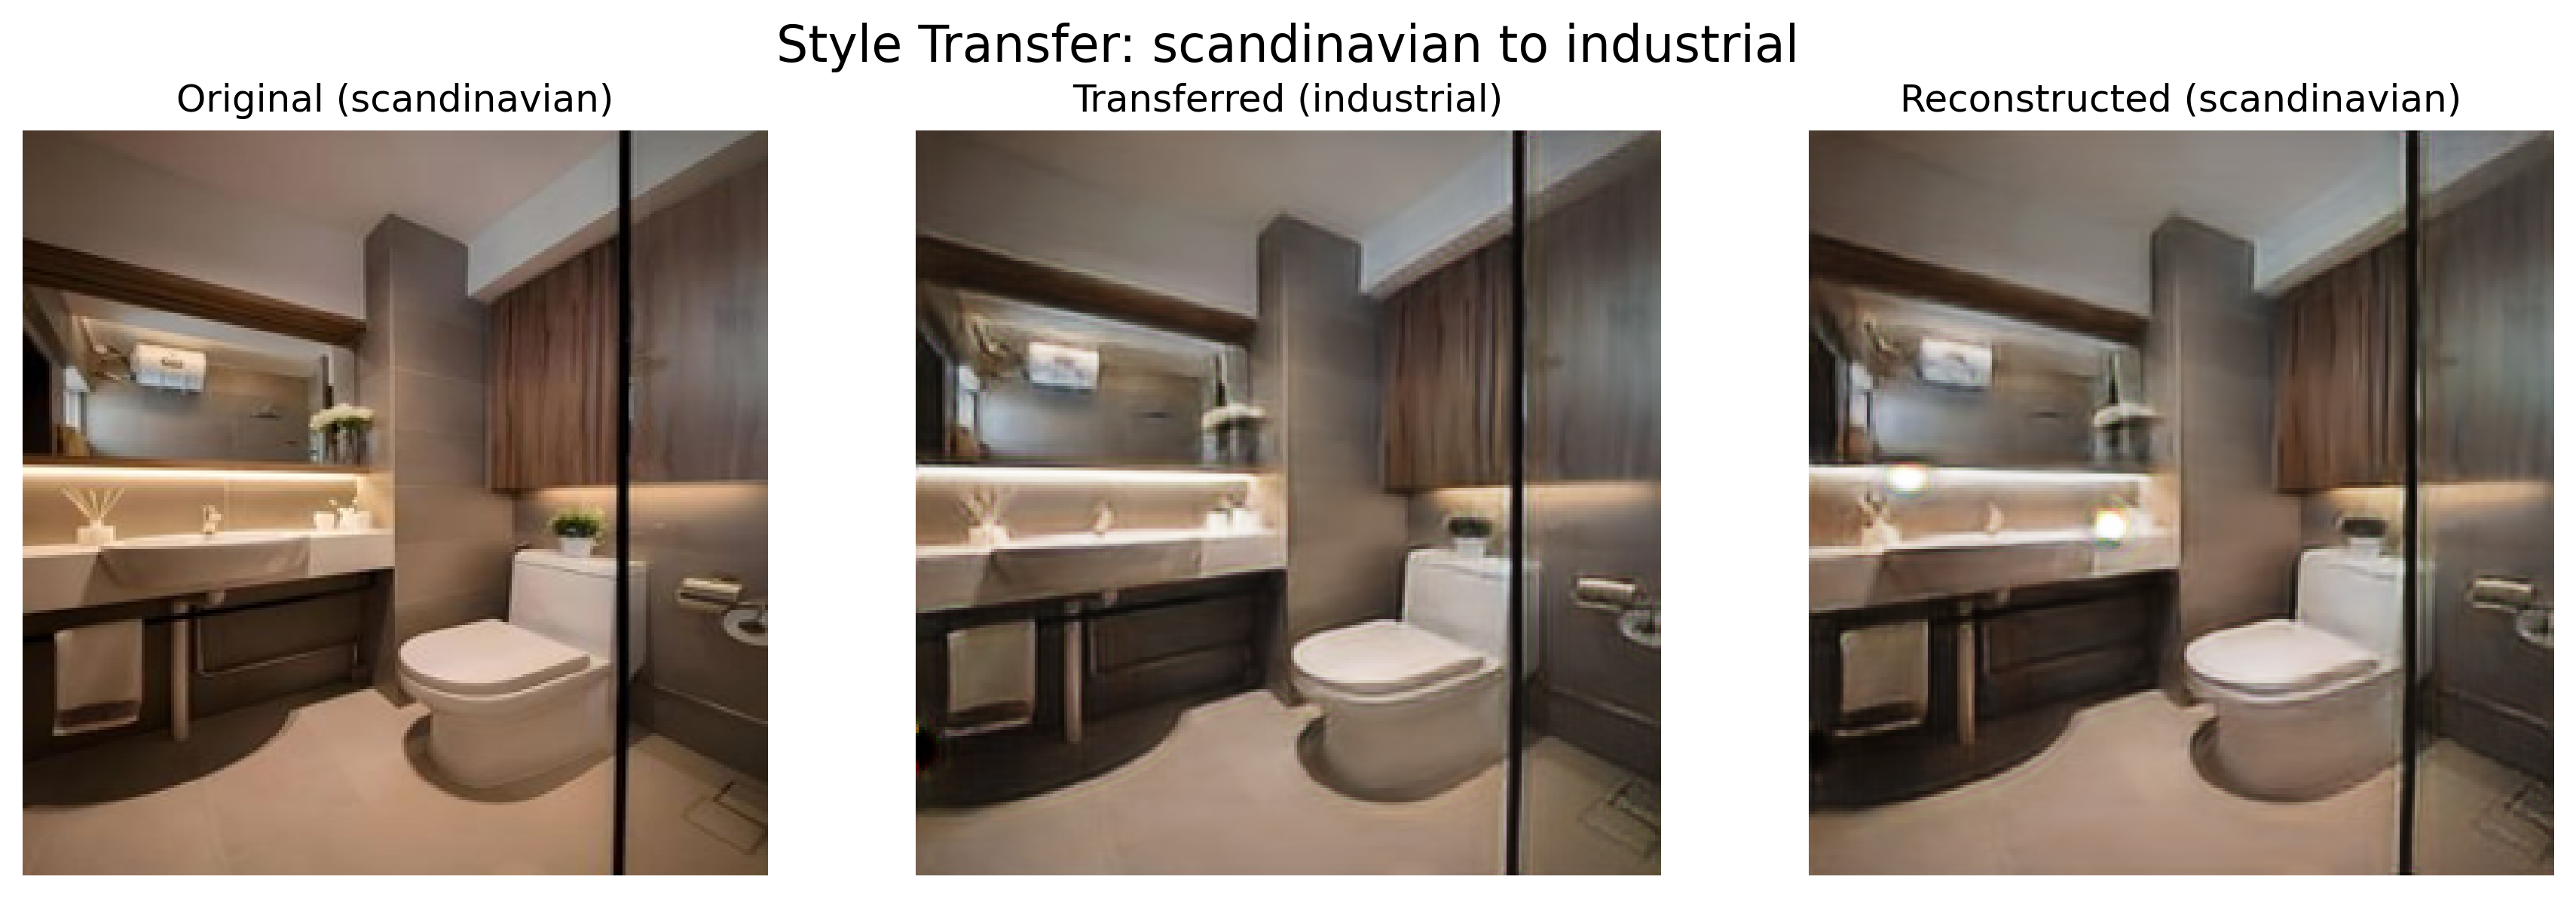 Style Transfer: scandinavian to industrial
Original (scandinavian)
Transferred (industrial)
Reconstructed (scandinavian)